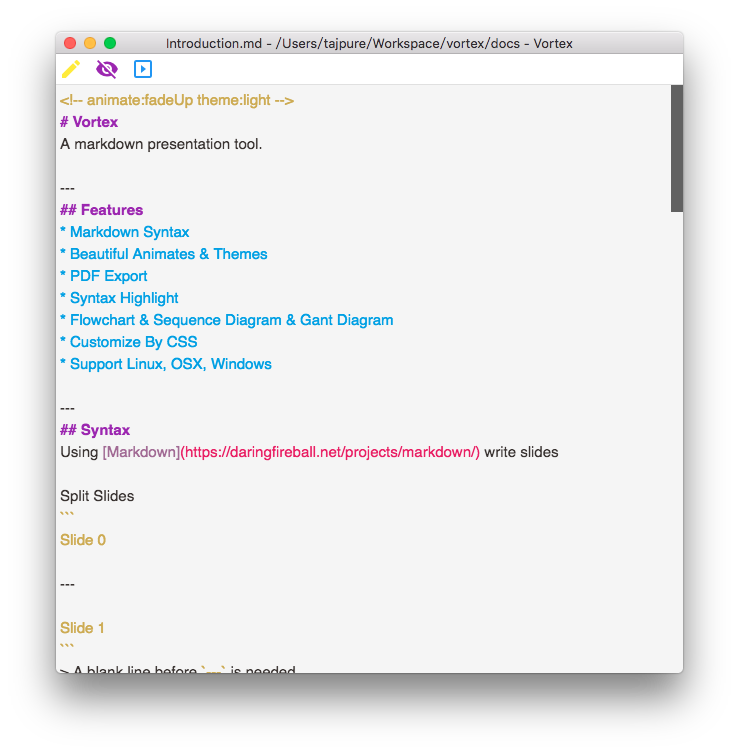 Introduction.md - /Users/tajpure/Workspace/vortex/docs - Vortex
<!-- animate:fadeUp theme:light -->
# Vortex
A markdown presentation tool.
---
## Features
* Markdown Syntax
* Beautiful Animates & Themes
* PDF Export
* Syntax Highlight
* Flowchart & Sequence Diagram & Gant Diagram
* Customize By CSS
* Support Linux, OSX, Windows
---
## Syntax
Using [Markdown](https://daringfireball.net/projects/markdown/) write slides
Split Slides
```
Slide 0
---
Slide 1
```
> A blank line before `---` is needed